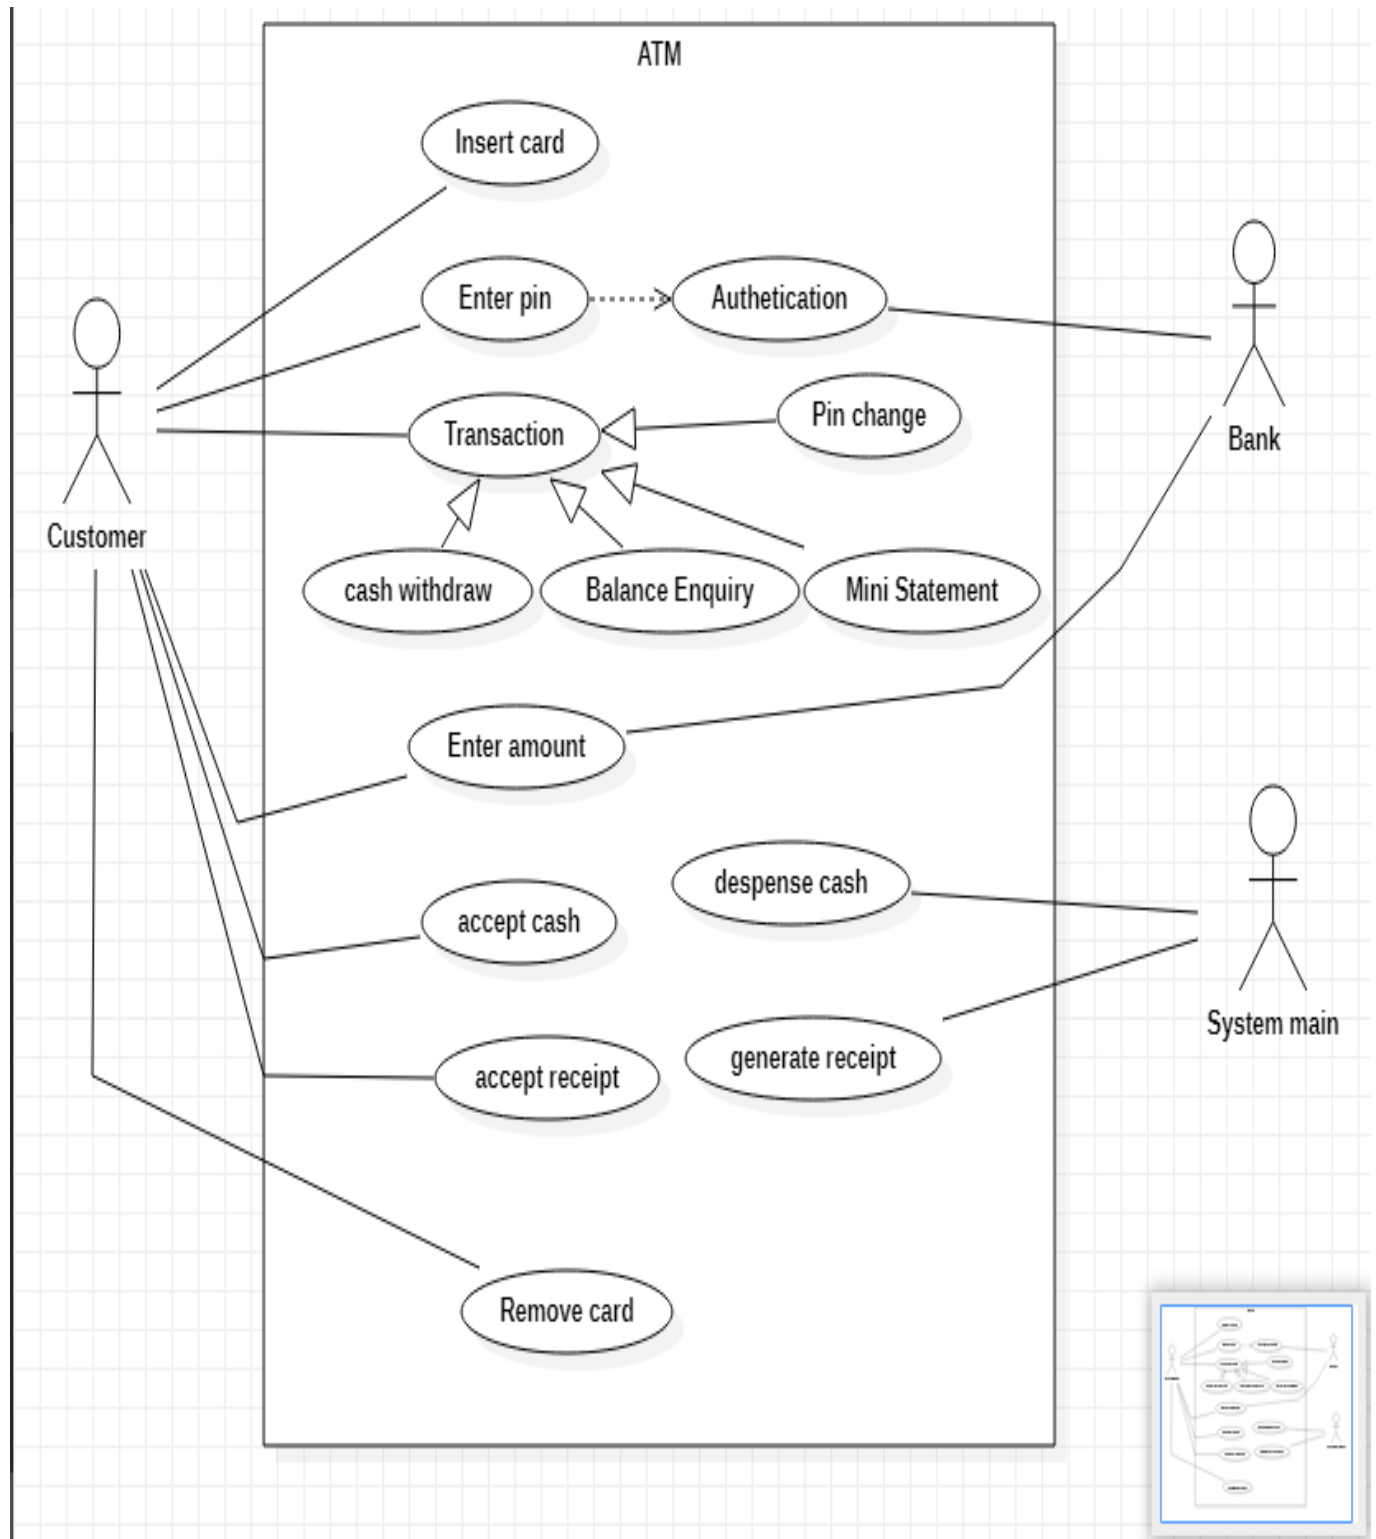 ATM
Insert card
Enter pin
Authetication
Pin change
Transaction
Bank
Customer
cash withdraw
Balance Enquiry
Mini Statement
Enter amount
despense cash
accept cash
System main
generate receipt
accept receipt
Remove card